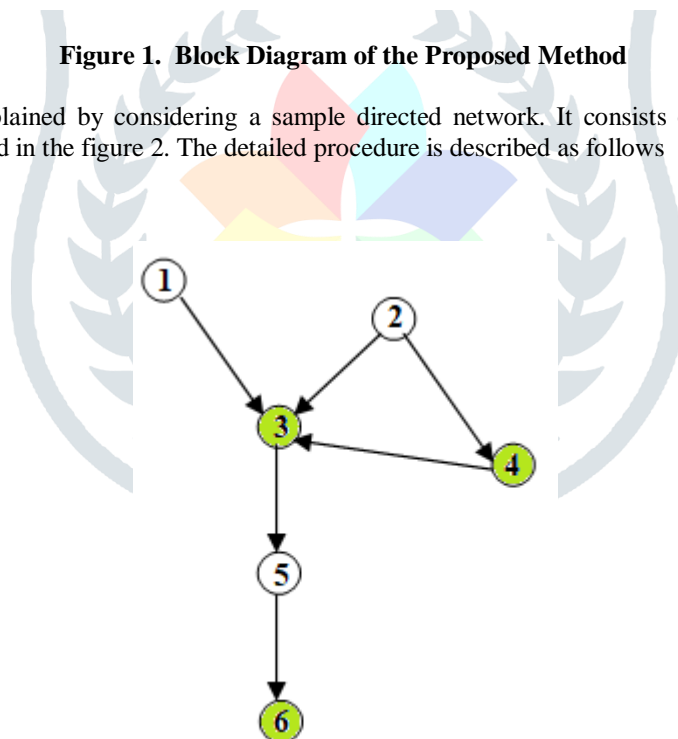 Figure 1. Block Diagram of the Proposed Method
plained by considering a sample directed network. It consists
d in the figure 2. The detailed procedure is described as follows
1
2
3
4
5
6